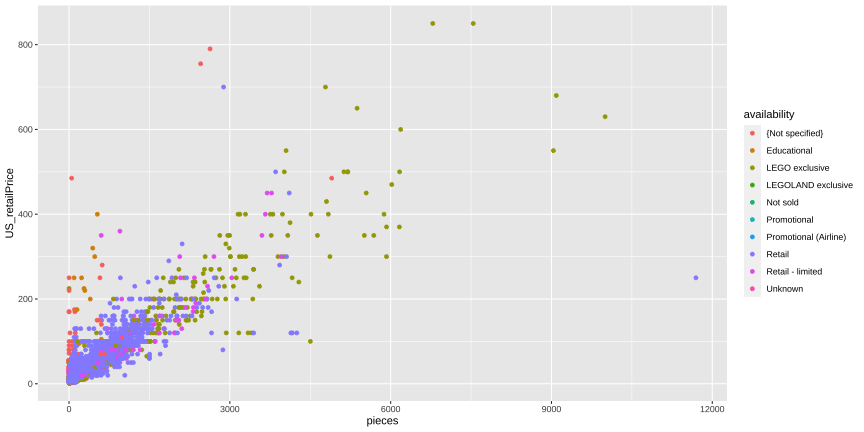 800
600
400
200
0
US_retailPrice
0 3000 6000 9000 12000
pieces
availability
{Not specified}
Educational
LEGO exclusive
LEGOLAND exclusive
Not sold
Promotional
Promotional (Airline)
Retail
Retail - limited
Unknown